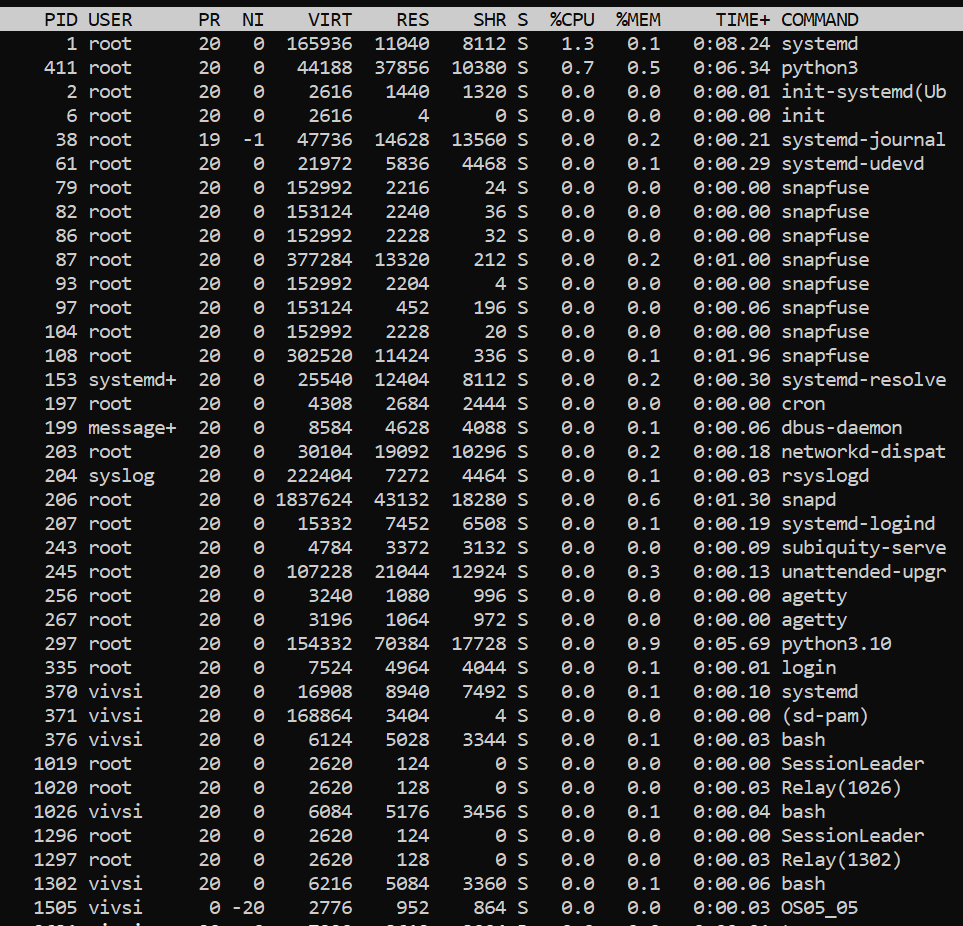 PID USER PR NI VIRT RES SHR S %CPU %MEM TIME+ COMMAND
1 root 20 0 165936 11040 8112 S 1.3 0.1 0:08.24 systemd
411 root 20 0 44188 37856 10380 S 0.7 0.5 0:06.34 python3
2 root 20 0 2616 1440 1320 S 0.0 0.0 0:00.01 init-systemd(Ub
6 root 20 0 2616 4 0 S 0.0 0.0 0:00.00 init
38 root 19 -1 47736 14628 13560 S 0.0 0.2 0:00.21 systemd-journal
61 root 20 0 21972 5836 4468 S 0.0 0.1 0:00.29 systemd-udevd
79 root 20 0 152992 2216 24 S 0.0 0.0 0:00.00 snapfuse
82 root 20 0 153124 2240 36 S 0.0 0.0 0:00.00 snapfuse
86 root 20 0 152992 2228 32 S 0.0 0.0 0:00.00 snapfuse
87 root 20 0 377284 13320 212 S 0.0 0.2 0:01.00 snapfuse
93 root 20 0 152992 2204 4 S 0.0 0.0 0:00.00 snapfuse
97 root 20 0 153124 452 196 S 0.0 0.0 0:00.06 snapfuse
104 root 20 0 152992 2228 20 S 0.0 0.0 0:00.00 snapfuse
108 root 20 0 302520 11424 336 S 0.0 0.1 0:01.96 snapfuse
153 systemd+ 20 0 25540 12404 8112 S 0.0 0.2 0:00.30 systemd-resolve
197 root 20 0 4308 2684 2444 S 0.0 0.0 0:00.00 cron
199 message+ 20 0 8584 4628 4088 S 0.0 0.1 0:00.06 dbus-daemon
203 root 20 0 30104 19092 10296 S 0.0 0.2 0:00.18 networkd-dispat
204 syslog 20 0 222404 7272 4464 S 0.0 0.1 0:00.03 rsyslogd
206 root 20 0 1837624 43132 18280 S 0.0 0.6 0:01.30 snapd
207 root 20 0 15332 7452 6508 S 0.0 0.1 0:00.19 systemd-logind
243 root 20 0 4784 3372 3132 S 0.0 0.0 0:00.09 subiquity-serve
245 root 20 0 107228 21044 12924 S 0.0 0.3 0:00.13 unattended-upgr
256 root 20 0 3240 1080 996 S 0.0 0.0 0:00.00 agetty
267 root 20 0 3196 1064 972 S 0.0 0.0 0:00.00 agetty
297 root 20 0 154332 70384 17728 S 0.0 0.9 0:05.69 python3.10
335 root 20 0 7524 4964 4044 S 0.0 0.1 0:00.01 login
370 vivsi 20 0 16908 8940 7492 S 0.0 0.1 0:00.10 systemd
371 vivsi 20 0 168864 3404 4 S 0.0 0.0 0:00.00 (sd-pam)
376 vivsi 20 0 6124 5028 3344 S 0.0 0.1 0:00.03 bash
1019 root 20 0 2620 124 0 S 0.0 0.0 0:00.00 SessionLeader
1020 root 20 0 2620 128 0 S 0.0 0.0 0:00.03 Relay(1026)
1026 vivsi 20 0 6084 5176 3456 S 0.0 0.1 0:00.04 bash
1296 root 20 0 2620 124 0 S 0.0 0.0 0:00.00 SessionLeader
1297 root 20 0 2620 128 0 S 0.0 0.0 0:00.03 Relay(1302)
1302 vivsi 20 0 6216 5084 3360 S 0.0 0.1 0:00.06 bash
1505 vivsi 0 -20 2776 952 864 S 0.0 0.0 0:00.03 OS05_05